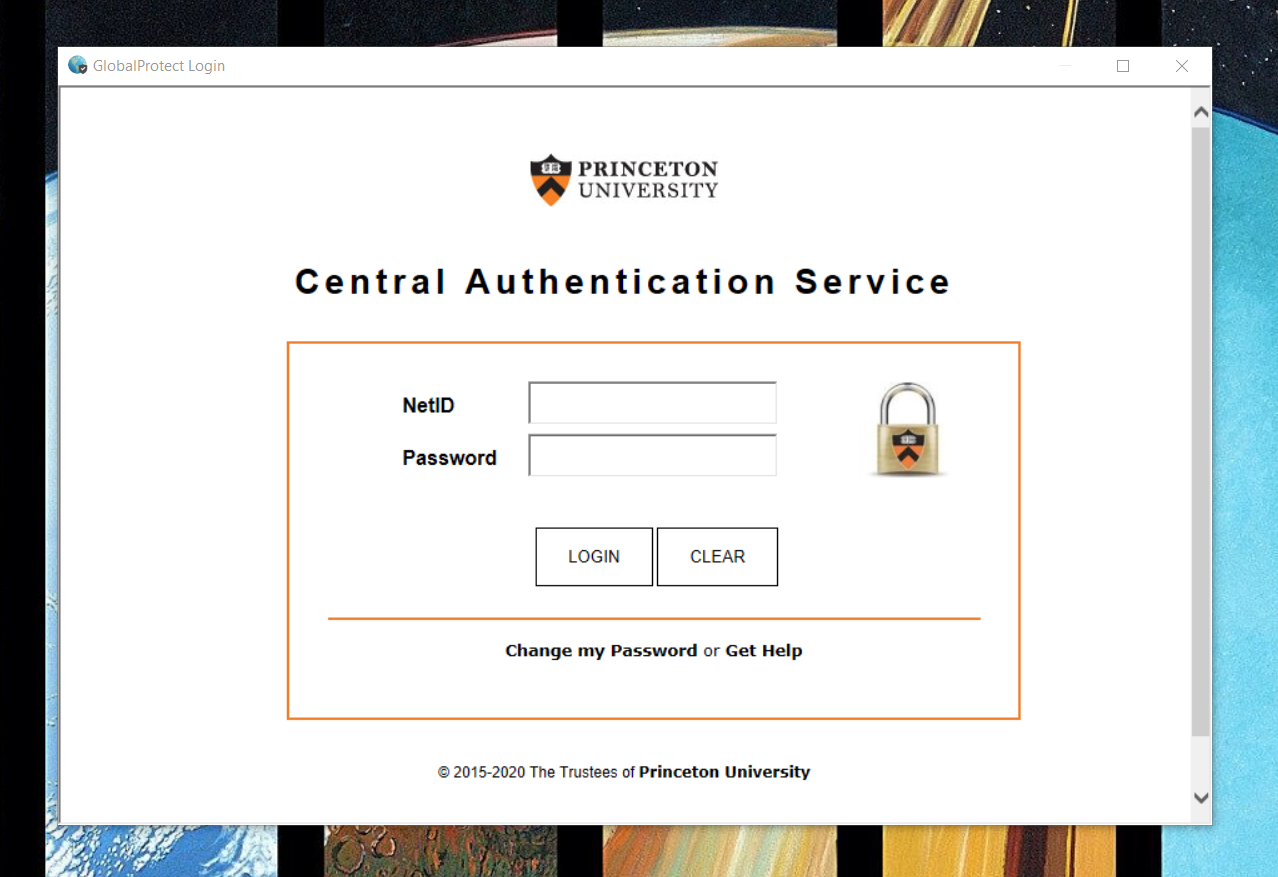 GlobalProtect Login
PRINCETON
UNIVERSITY
Central Authentication Service
NetID
Password
LOGIN CLEAR
Change my Password or Get Help
© 2015-2020 The Trustees of Princeton University